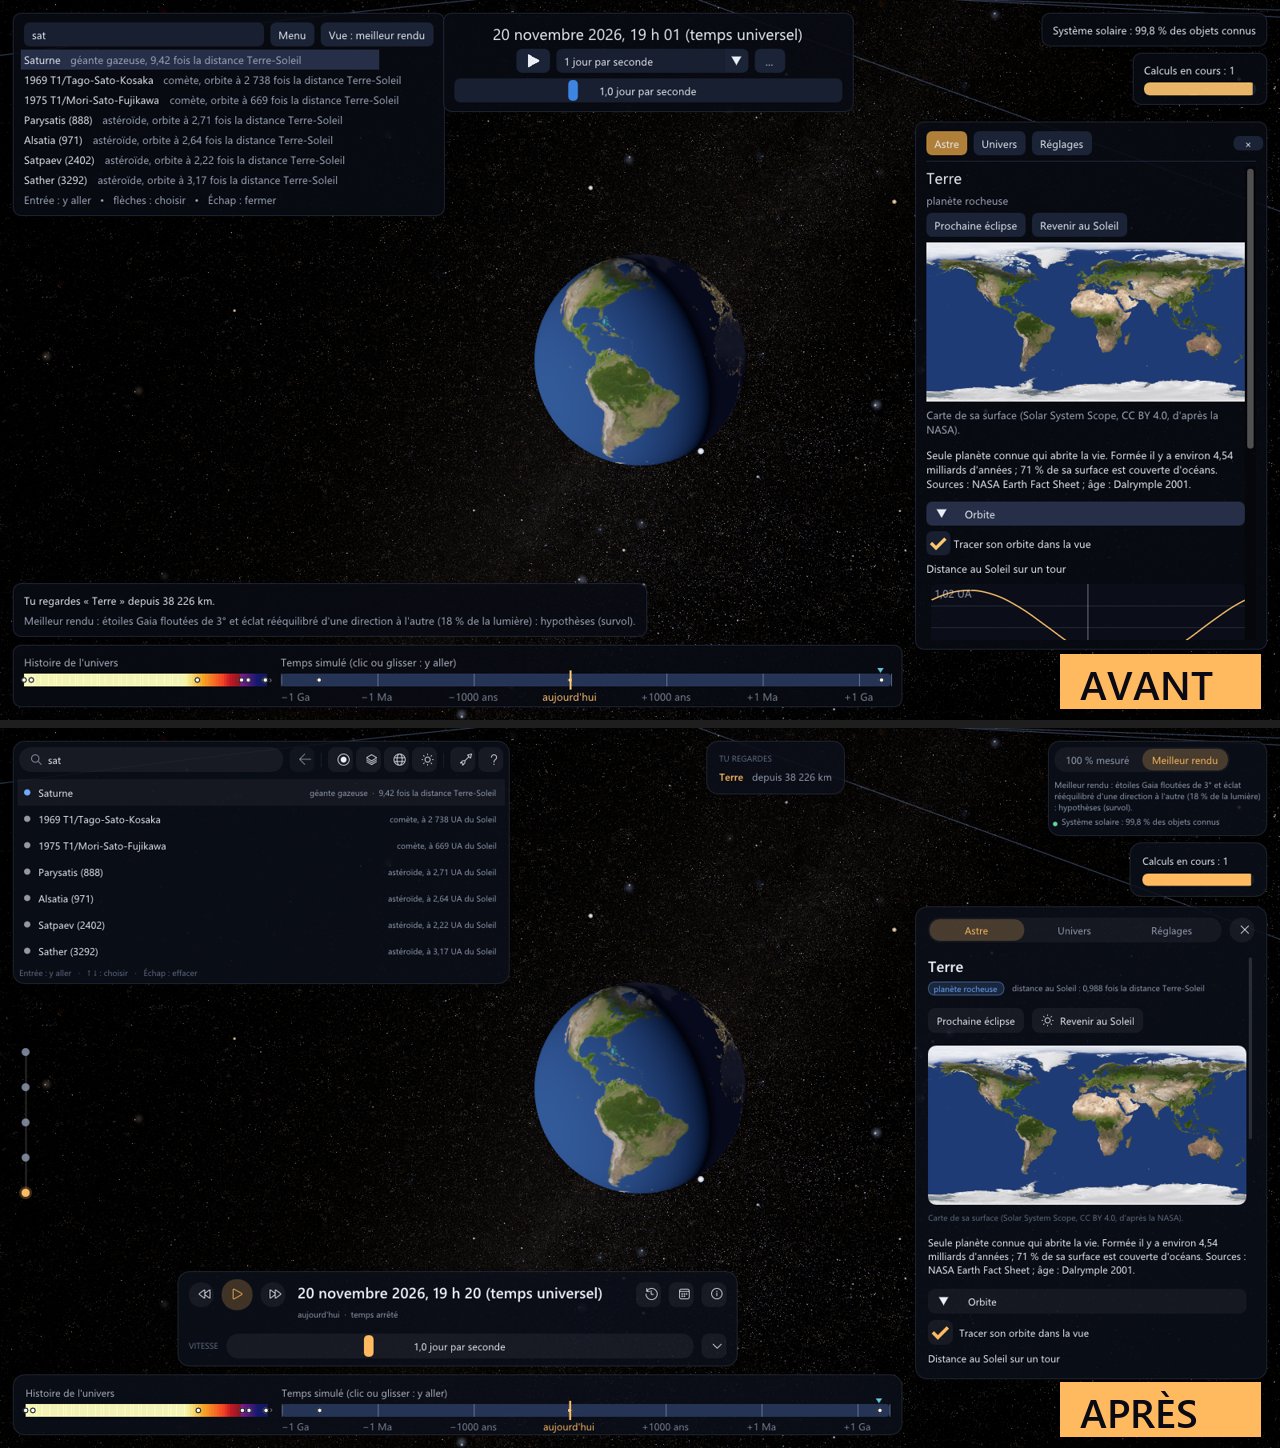 sat
Menu
Vue : meilleur rendu
Saturne géante gazeuse, 9,42 fois la distance Terre-Soleil
1969 T1/Tago-Sato-Kosaka comète, orbite à 2 738 fois la distance Terre-Soleil
1975 T1/Mori-Sato-Fujikawa comète, orbite à 669 fois la distance Terre-Soleil
Parysatis (888) astéroïde, orbite à 2,71 fois la distance Terre-Soleil
Alsatia (971) astéroïde, orbite à 2,64 fois la distance Terre-Soleil
Satpaev (2402) astéroïde, orbite à 2,22 fois la distance Terre-Soleil
Sather (3292) astéroïde, orbite à 3,17 fois la distance Terre-Soleil
Entrée : y aller • flèches : choisir • Échap : fermer
20 novembre 2026, 19 h 01 (temps universel)
1 jour par seconde
...
1,0 jour par seconde
Système solaire : 99,8 % des objets connus
Calculs en cours : 1
Astre
Univers
Réglages
×
Terre
planète rocheuse
Prochaine éclipse
Revenir au Soleil
Carte de sa surface (Solar System Scope, CC BY 4.0, d'après la
NASA).
Seule planète connue qui abrite la vie. Formée il y a environ 4,54
milliards d'années ; 71 % de sa surface est couverte d'océans.
Sources : NASA Earth Fact Sheet ; âge : Dalrymple 2001.
Orbite
Tracer son orbite dans la vue
Distance au Soleil sur un tour
1,02 UA
Tu regardes « Terre » depuis 38 226 km.
Meilleur rendu : étoiles Gaia floutées de 3° et éclat rééquilibré d'une direction à l'autre (18 % de la lumière) : hypothèses (survol).
Histoire de l'univers
Temps simulé (clic ou glisser : y aller)
−1 Ga
−1 Ma
−1000 ans
aujourd'hui
+1000 ans
+1 Ma
+1 Ga
AVANT
sat
?
Saturne géante gazeuse · 9,42 fois la distance Terre-Soleil
1969 T1/Tago-Sato-Kosaka comète, à 2 738 UA du Soleil
1975 T1/Mori-Sato-Fujikawa comète, à 669 UA du Soleil
Parysatis (888) astéroïde, à 2,71 UA du Soleil
Alsatia (971) astéroïde, à 2,64 UA du Soleil
Satpaev (2402) astéroïde, à 2,22 UA du Soleil
Sather (3292) astéroïde, à 3,17 UA du Soleil
Entrée : y aller · ↑↓ : choisir · Échap : effacer
TU REGARDES
Terre depuis 38 226 km
100 % mesuré
Meilleur rendu
Meilleur rendu : étoiles Gaia floutées de 3° et éclat
rééquilibré d'une direction à l'autre (18 % de la lumière)
: hypothèses (survol).
Système solaire : 99,8 % des objets connus
Calculs en cours : 1
Astre
Univers
Réglages
Terre
planète rocheuse
distance au Soleil : 0,988 fois la distance Terre-Soleil
Prochaine éclipse
Revenir au Soleil
Carte de sa surface (Solar System Scope, CC BY 4.0, d'après la NASA).
Seule planète connue qui abrite la vie. Formée il y a environ 4,54
milliards d'années ; 71 % de sa surface est couverte d'océans. Sources :
NASA Earth Fact Sheet ; âge : Dalrymple 2001.
Orbite
Tracer son orbite dans la vue
Distance au Soleil sur un tour
20 novembre 2026, 19 h 20 (temps universel)
aujourd'hui · temps arrêté
VITESSE
1,0 jour par seconde
Histoire de l'univers
Temps simulé (clic ou glisser : y aller)
−1 Ga
−1 Ma
−1000 ans
aujourd'hui
+1000 ans
+1 Ma
+1 Ga
APRÈS